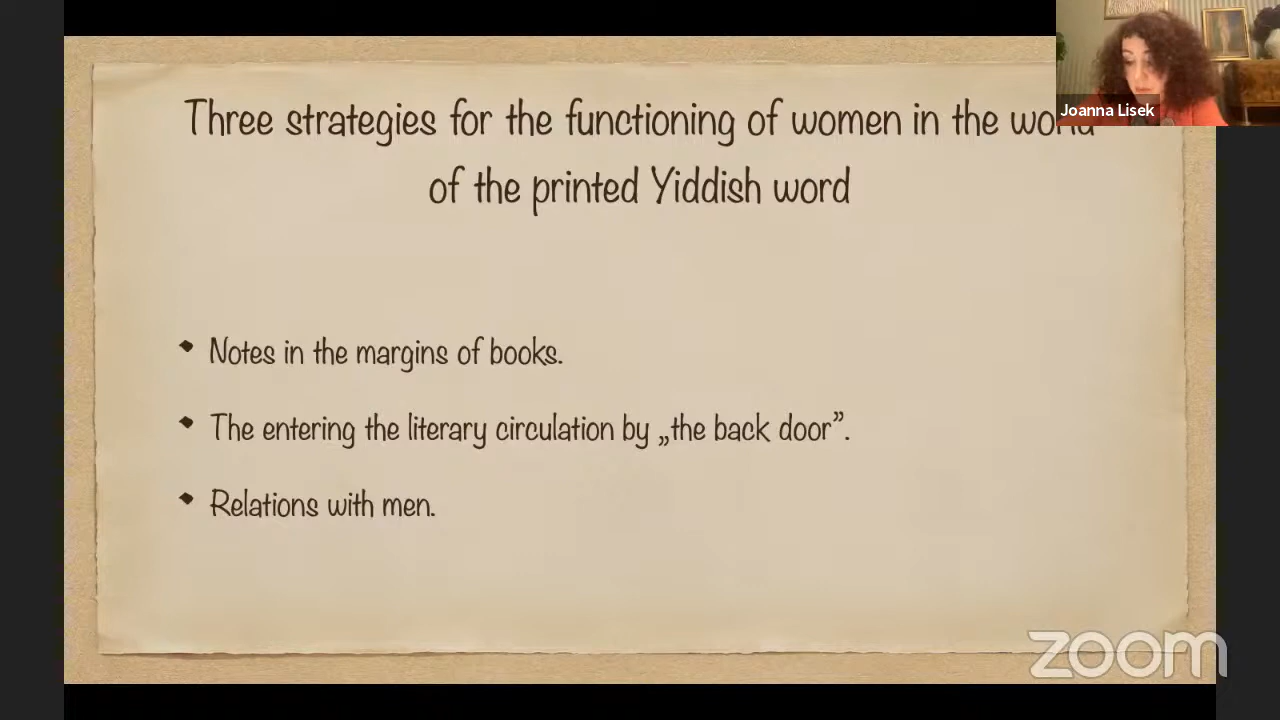 Three strategies for the functioning of women in the world
of the printed Yiddish word
Joanna Lisek
Notes in the margins of books.
The entering the literary circulation by „the back door”.
Relations with men.
zoom